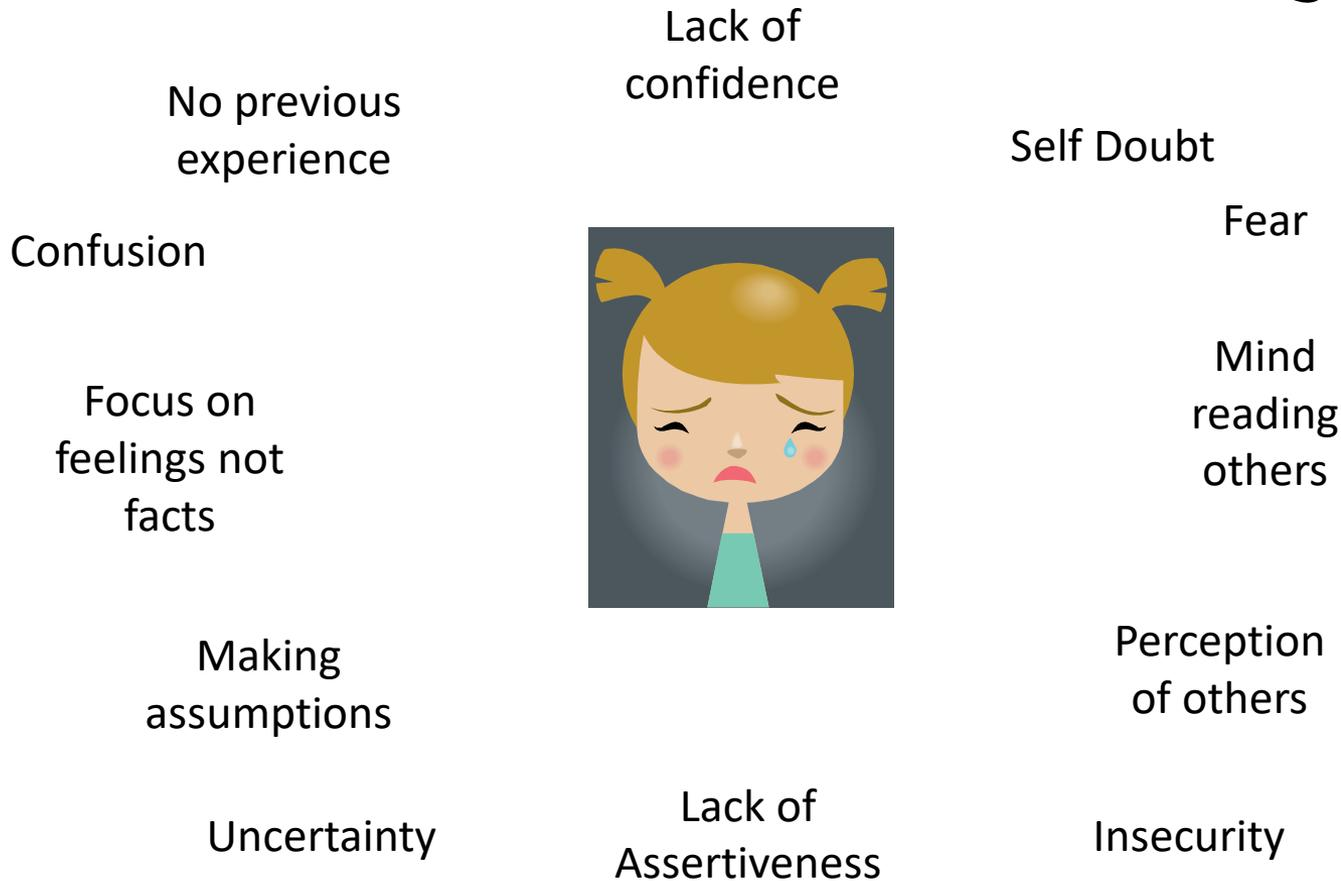 Lack of
confidence
No previous
experience
Self Doubt
Fear
Confusion
Mind
reading
others
Focus on
feelings not
facts
Making
assumptions
Perception
of others
Lack of
Assertiveness
Uncertainty
Insecurity